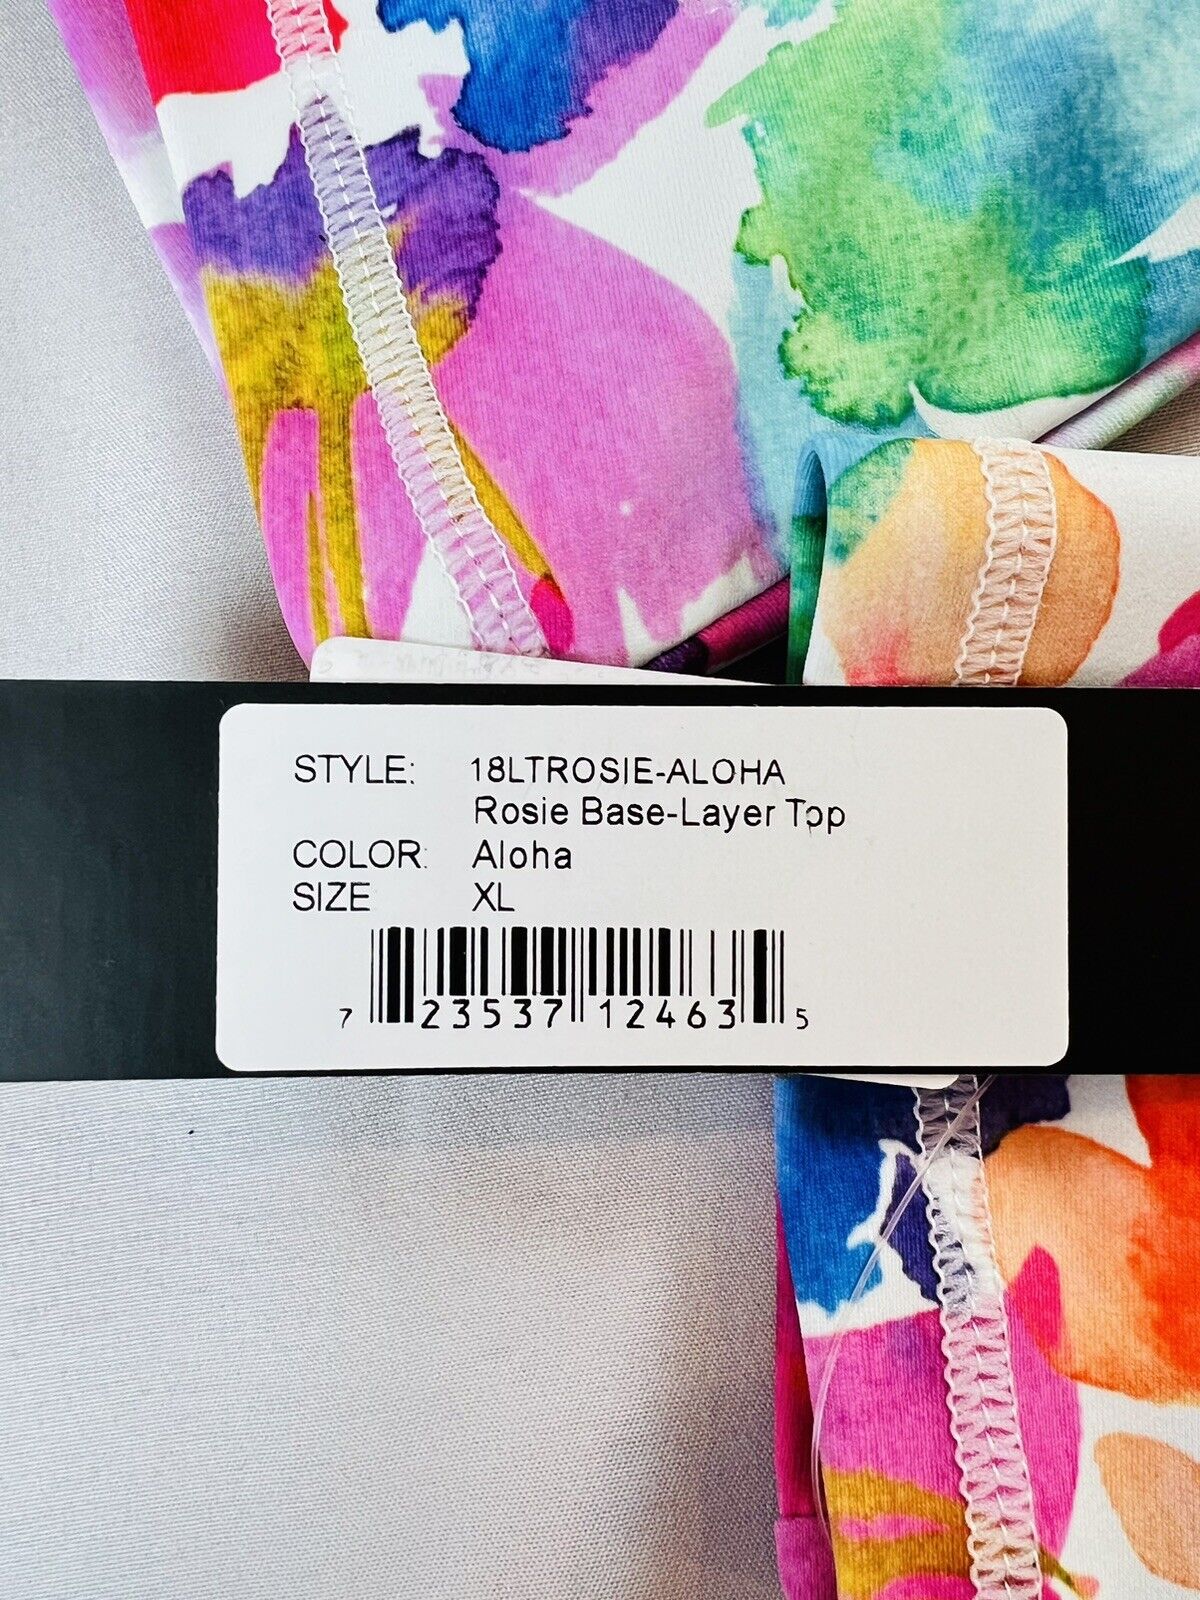 STYLE: 18LTROSIE-ALOHA
Rosie Base-Layer Top
COLOR: Aloha
SIZE XL
7 23537 12463 5